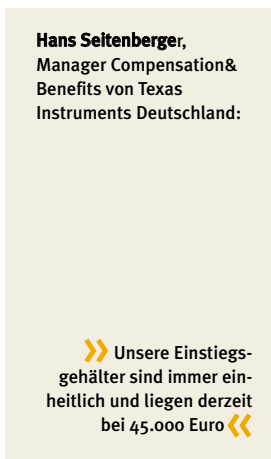 Hans Seitenberger,
Manager Compensation&
Benefits von Texas
Instruments Deutschland:
» Unsere Einstiegs-
gehälter sind immer ein-
heitlich und liegen derzeit
bei 45.000 Euro «